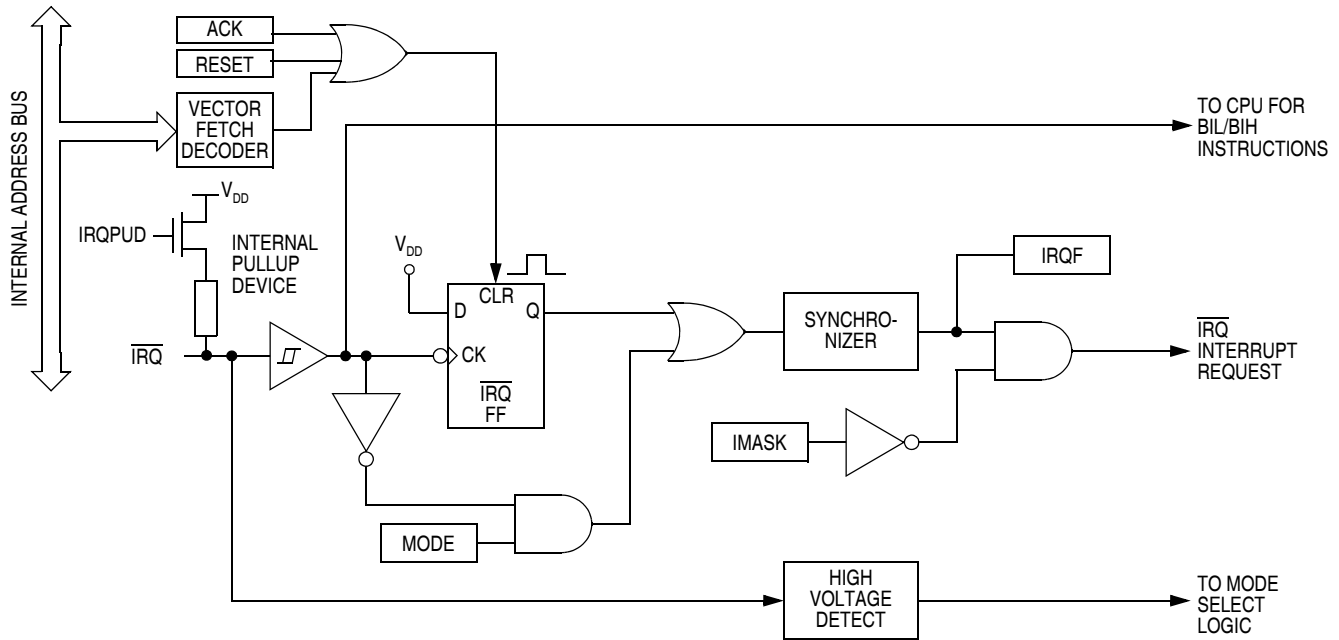 INTERNAL ADDRESS BUS
ACK
RESET
VECTOR
FETCH
DECODER
TO CPU FOR
BIL/BIH
INSTRUCTIONS
VDD
IRQPUD
INTERNAL
PULLUP
DEVICE
VDD
CLR
D
Q
CK
IRQ
FF
IRQ
SYNCHRO-
NIZER
IRQF
IRQ
INTERRUPT
REQUEST
IMASK
MODE
HIGH
VOLTAGE
DETECT
TO MODE
SELECT
LOGIC